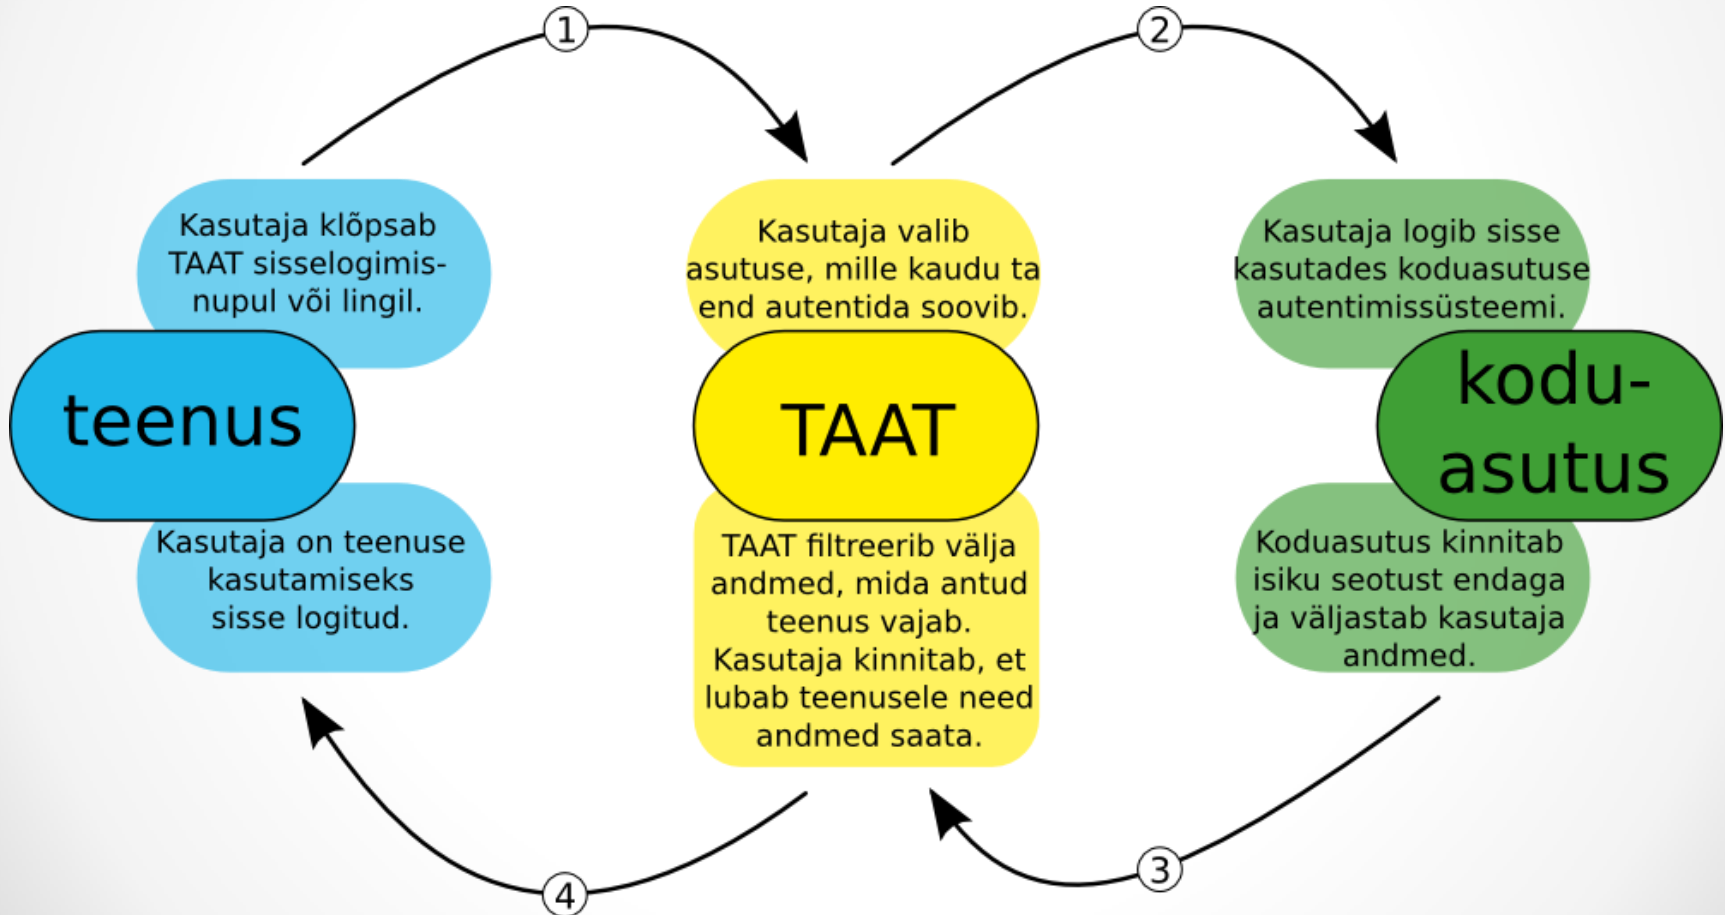 1
2
Kasutaja klõpsab
TAAT sisselogimis-
nupul või lingil.
Kasutaja valib
asutuse, mille kaudu ta
end autentida soovib.
Kasutaja logib sisse
kasutades koduasutuse
autentimissüsteemi.
teenus
TAAT
kodu-
asutus
Kasutaja on teenuse
kasutamiseks
sisse logitud.
TAAT filtreerib välja
andmed, mida antud
teenus vajab.
Kasutaja kinnitab, et
lubab teenusele need
andmed saata.
Koduasutus kinnitab
isiku seotust endaga
ja väljastab kasutaja
andmed.
3
4